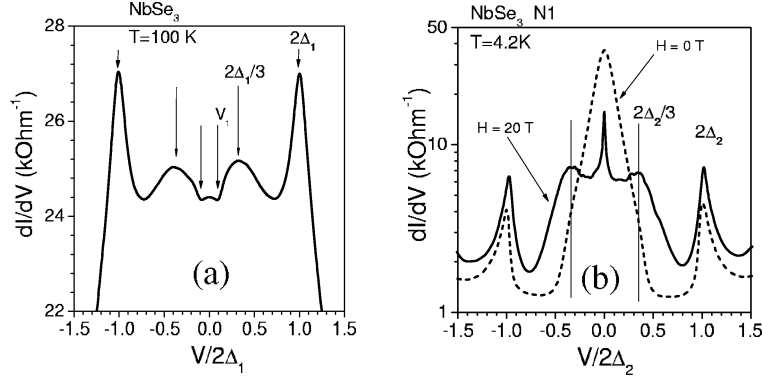 NbSe₃
T=100 K
2Δ₁
2Δ₁/3
V₁
(a)
dI/dV (kOhm⁻¹)
28
27
26
25
24
23
22
-1.5 -1.0 -0.5 0.0 0.5 1.0 1.5
V/2Δ₁
NbSe₃ N1
T=4.2K
H = 0 T
H = 20 T
2Δ₂/3
2Δ₂
(b)
dI/dV (kOhm⁻¹)
50
10
1
-1.5 -1.0 -0.5 0.0 0.5 1.0 1.5
V/2Δ₂